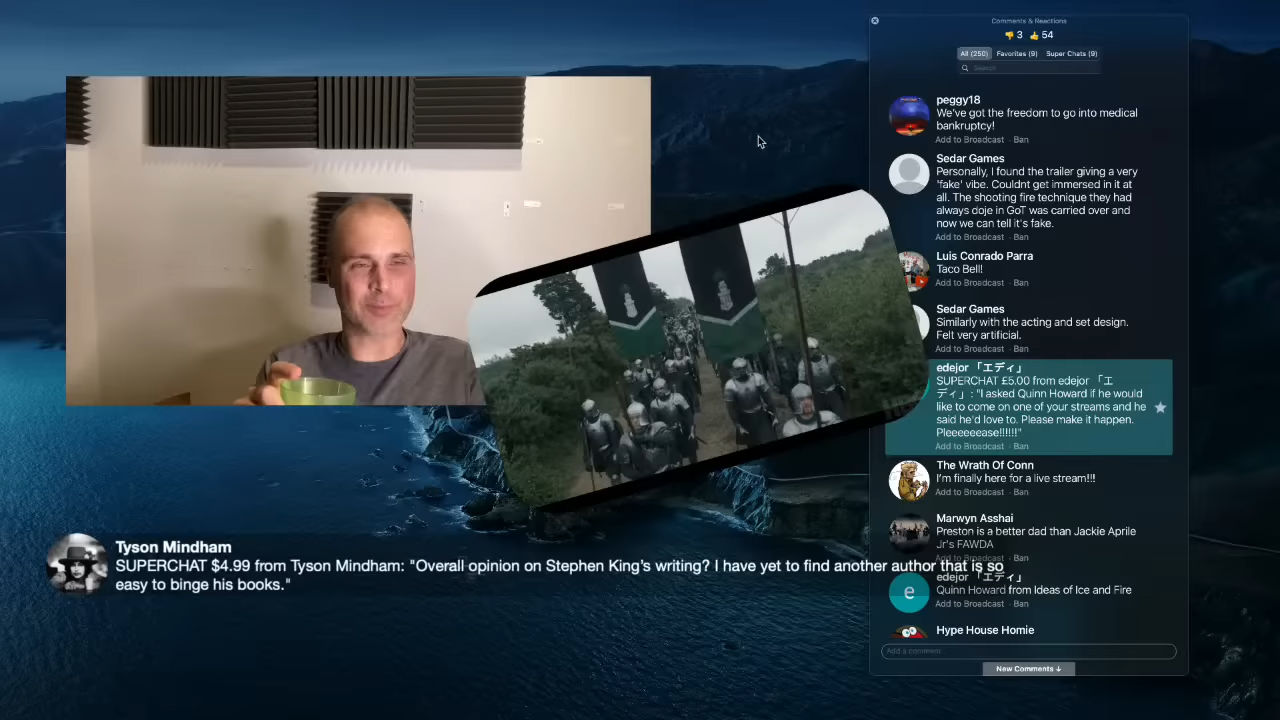 Comments & Reactions
👎 3 👍 54
All (250) Favorites (9) Super Chats (9)
Search
peggy18
We've got the freedom to go into medical
bankruptcy!
Add to Broadcast · Ban
Sedar Games
Personally, I found the trailer giving a very
'fake' vibe. Couldnt get immersed in it at
all. The shooting fire technique they had
always doje in GoT was carried over and
now we can tell it's fake.
Add to Broadcast · Ban
Luis Conrado Parra
Taco Bell!
Add to Broadcast · Ban
Sedar Games
Similarly with the acting and set design.
Felt very artificial.
Add to Broadcast · Ban
edejor 「エディ」
SUPERCHAT £5.00 from edejor 「エ
ディ」: "I asked Quinn Howard if he would
like to come on one of your streams and he
said he'd love to. Please make it happen.
Pleeeeeease!!!!!!"
Add to Broadcast · Ban
The Wrath Of Conn
I'm finally here for a live stream!!!
Add to Broadcast · Ban
Marwyn Asshai
Preston is a better dad than Jackie Aprile
Jr's FAWDA
Add to Broadcast · Ban
edejor 「エディ」
e
Quinn Howard from Ideas of Ice and Fire
Add to Broadcast · Ban
Hype House Homie
Add a comment
New Comments ↓
Tyson Mindham
SUPERCHAT $4.99 from Tyson Mindham: "Overall opinion on Stephen King's writing? I have yet to find another author that is so
easy to binge his books."